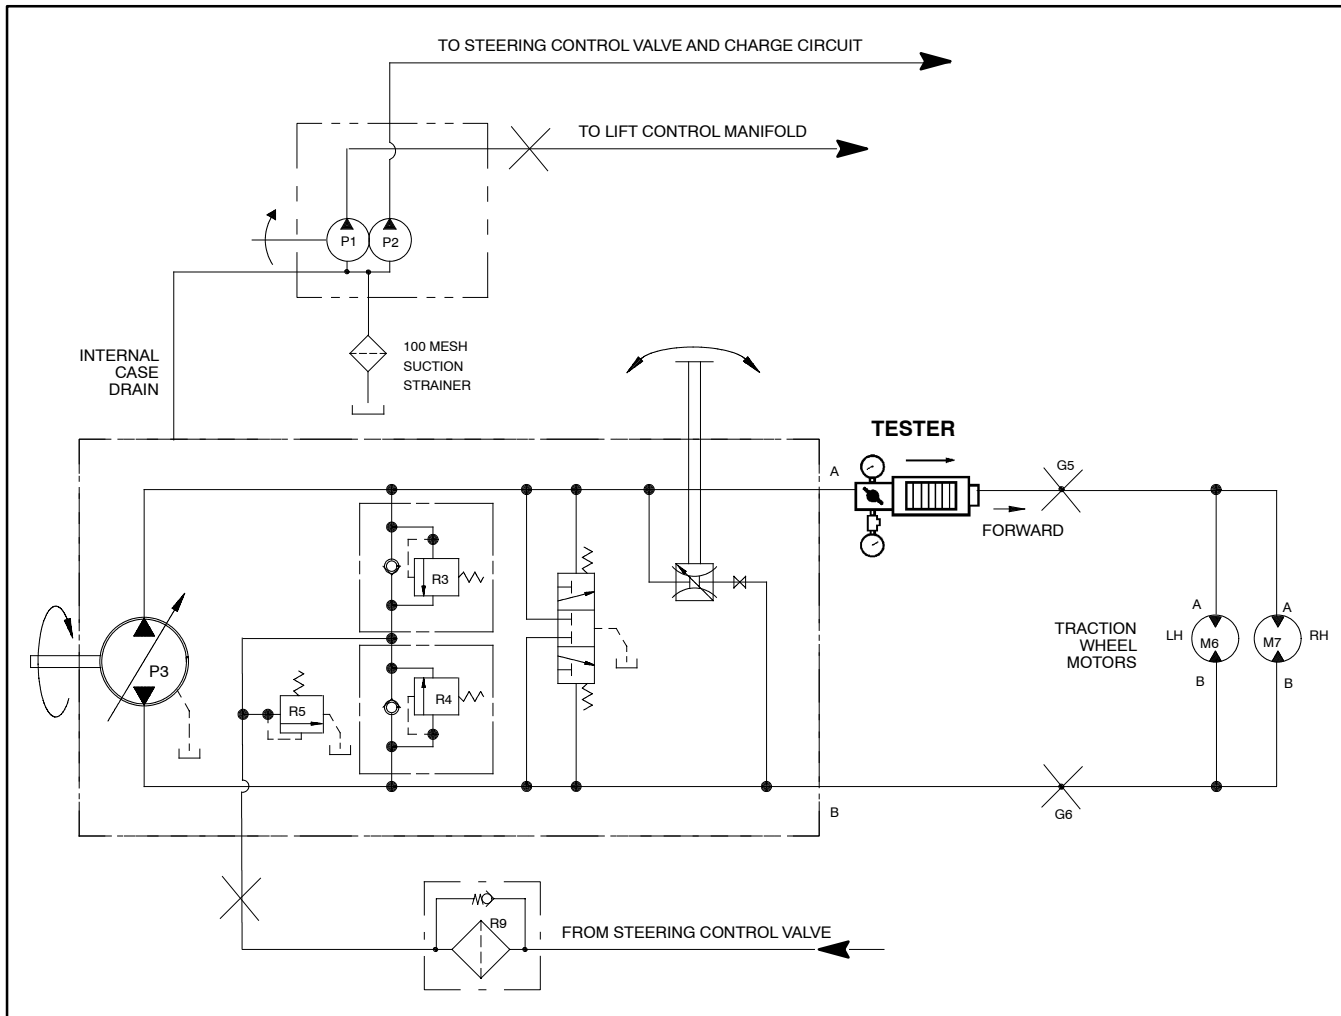 TO STEERING CONTROL VALVE AND CHARGE CIRCUIT
TO LIFT CONTROL MANIFOLD
P1
P2
INTERNAL
CASE
DRAIN
100 MESH
SUCTION
STRAINER
TESTER
A
G5
FORWARD
R3
P3
R4
R5
TRACTION
WHEEL
MOTORS
A
A
LH
M6
M7
RH
B
B
B
G6
R9
FROM STEERING CONTROL VALVE